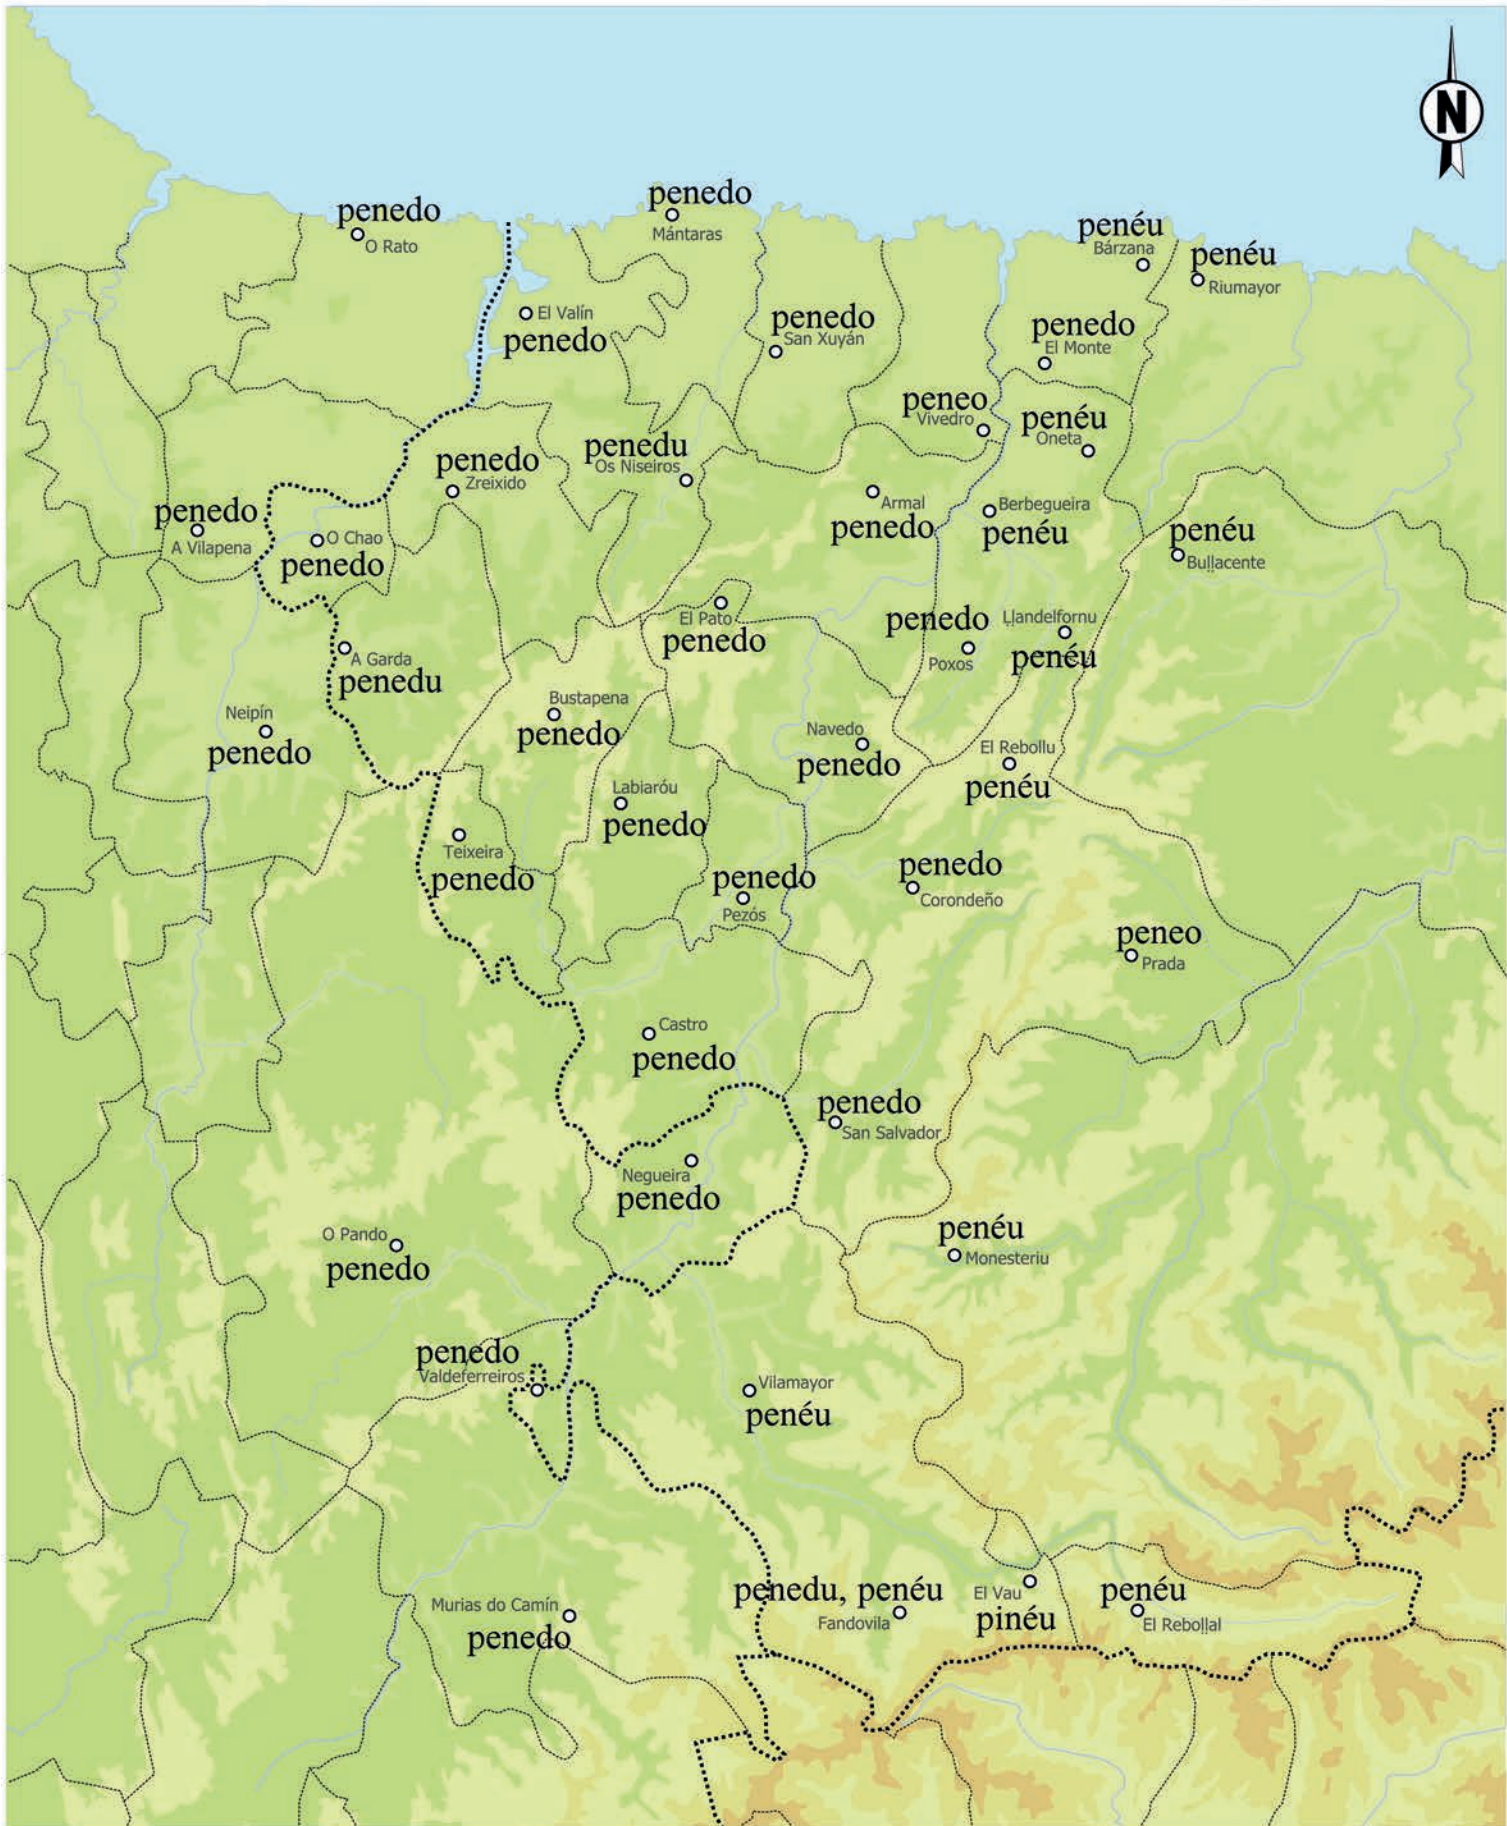 N
penedo
O Rato
penedo
Mántaras
penéu
Bárzana
penéu
Riumayor
El Valín
penedo
penedo
San Xuyán
penedo
El Monte
peneo
Vivedro
penéu
Oneta
penedo
Zreixido
penedu
Os Niseiros
Armal
penedo
Berbegueira
penéu
penedo
A Vilapena
O Chao
penedo
penéu
Buḷḷacente
El Pato
penedo
penedo
Poxos
Ḷḷandelfornu
penéu
A Garda
penedu
Neipín
penedo
Bustapena
penedo
Navedo
penedo
El Rebollu
penéu
Labiaróu
penedo
Teixeira
penedo
penedo
Pezós
penedo
Corondeño
peneo
Prada
Castro
penedo
penedo
San Salvador
Negueira
penedo
O Pando
penedo
penéu
Monesteriu
penedo
Valdeferreiros
Vilamayor
penéu
Murias do Camín
penedo
penedu, penéu
Fandovila
El Vau
pinéu
penéu
El Reboḷḷal